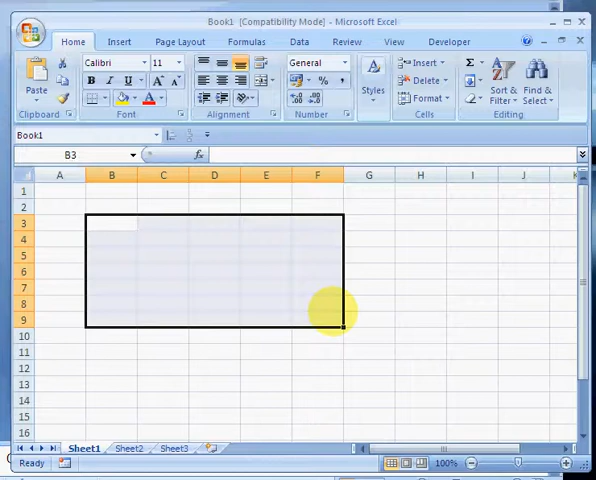 Book1 [Compatibility Mode] - Microsoft Excel
Home Insert Page Layout Formulas Data Review View Developer
Calibri 11 General Insert Σ
Paste B I U A A $ % , Styles Delete Sort & Find &
A .0 .00 Format Filter Select
Clipboard Font Alignment Number Cells Editing
Book1
B3 fx
A B C D E F G H I J K
1
2
3
4
5
6
7
8
9
10
11
12
13
14
15
16
Sheet1 Sheet2 Sheet3
Ready 100%